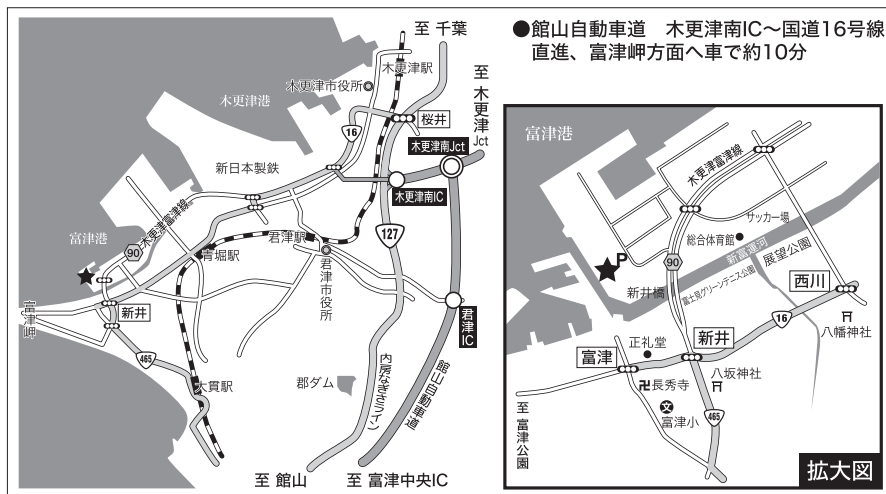 ●館山自動車道　木更津南IC〜国道16号線
直進、富津岬方面へ車で約10分
至 千葉
木更津駅
木更津市役所
至 木更津Jct
木更津港
桜井
16
木更津南Jct
新日本製鉄
木更津南IC
木更津富津線
富津港
90
127
君津駅
青堀駅
君津市役所
富津岬
新井
君津IC
465
内房なぎさライン
館山自動車道
大貫駅
郡ダム
至 館山
至 富津中央IC
富津港
木更津富津線
サッカー場
総合体育館
P
90
新富運河
展望公園
新井橋
富士見グリーンテニス公園
西川
16
八幡神社
正礼堂
新井
富津
卍長秀寺
八坂神社
文
富津小
465
至 富津公園
拡大図